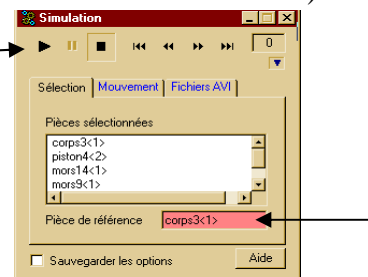 Simulation
0
Sélection Mouvement Fichiers AVI
Pièces sélectionnées
corps3<1>
piston4<2>
mors14<1>
mors9<1>
Pièce de référence corps3<1>
Sauvegarder les options Aide